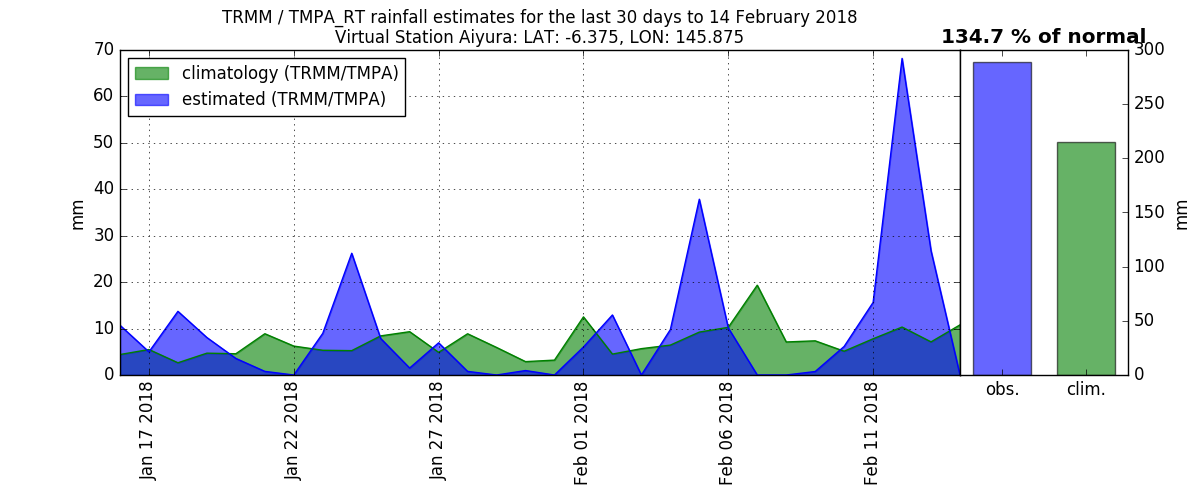 TRMM / TMPA_RT rainfall estimates for the last 30 days to 14 February 2018
Virtual Station Aiyura: LAT: -6.375, LON: 145.875
134.7 % of normal
climatology (TRMM/TMPA)
estimated (TRMM/TMPA)
70
60
50
40
30
20
10
0
mm
Jan 17 2018
Jan 22 2018
Jan 27 2018
Feb 01 2018
Feb 06 2018
Feb 11 2018
obs.
clim.
300
250
200
150
100
50
0
mm